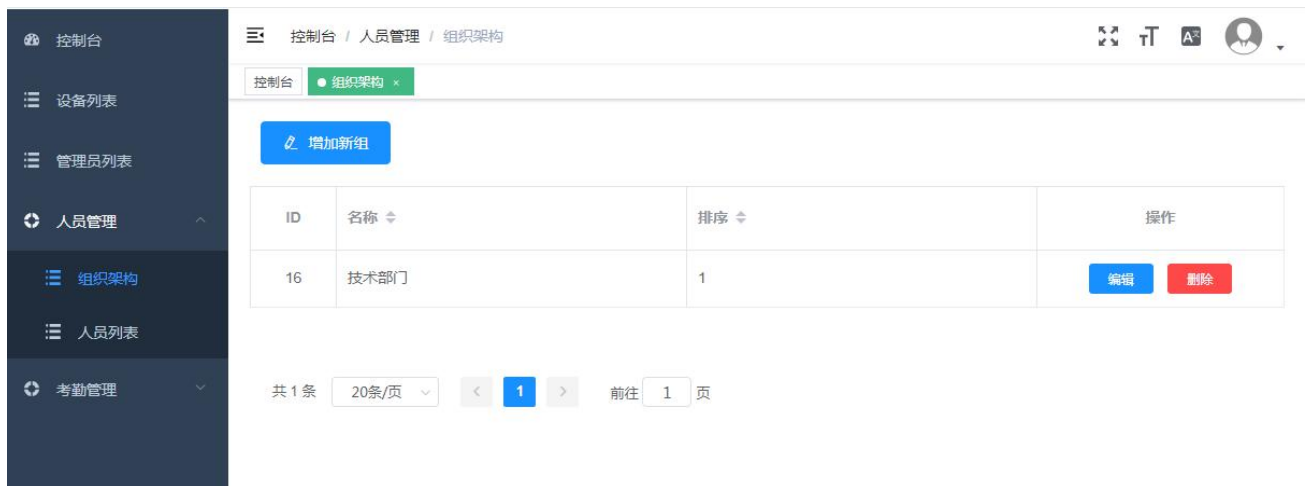 控制台
设备列表
管理员列表
人员管理
组织架构
人员列表
考勤管理
控制台 / 人员管理 / 组织架构
控制台
组织架构 ×
增加新组
ID 名称 排序 操作
16 技术部门 1 编辑 删除
共 1 条 20条/页 < 1 > 前往 1 页